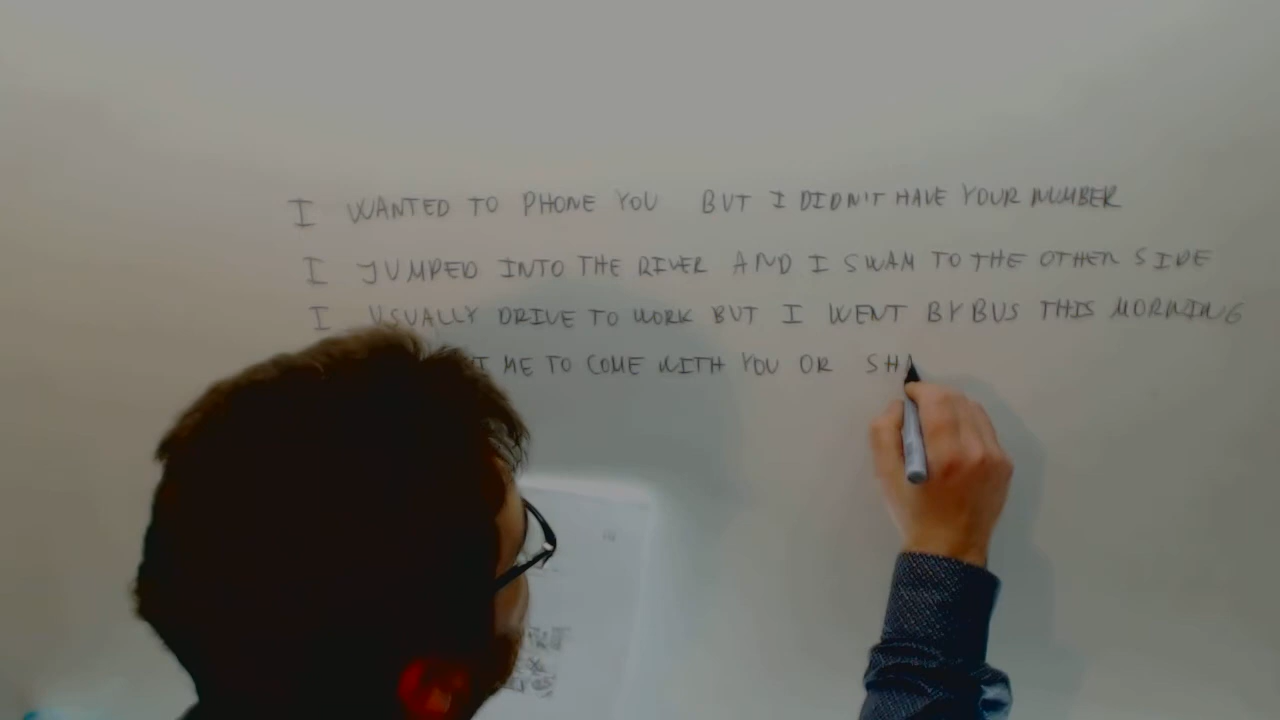 I WANTED TO PHONE YOU BUT I DIDN'T HAVE YOUR NUMBER
I JUMPED INTO THE RIVER AND I SWAM TO THE OTHER SIDE
I USUALLY DRIVE TO WORK BUT I WENT BY BUS THIS MORNING
ME TO COME WITH YOU OR SHA